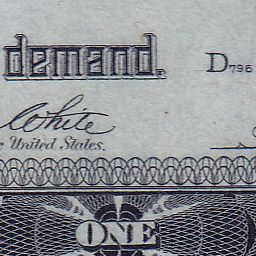 demand. D796
White
United States.
ONE